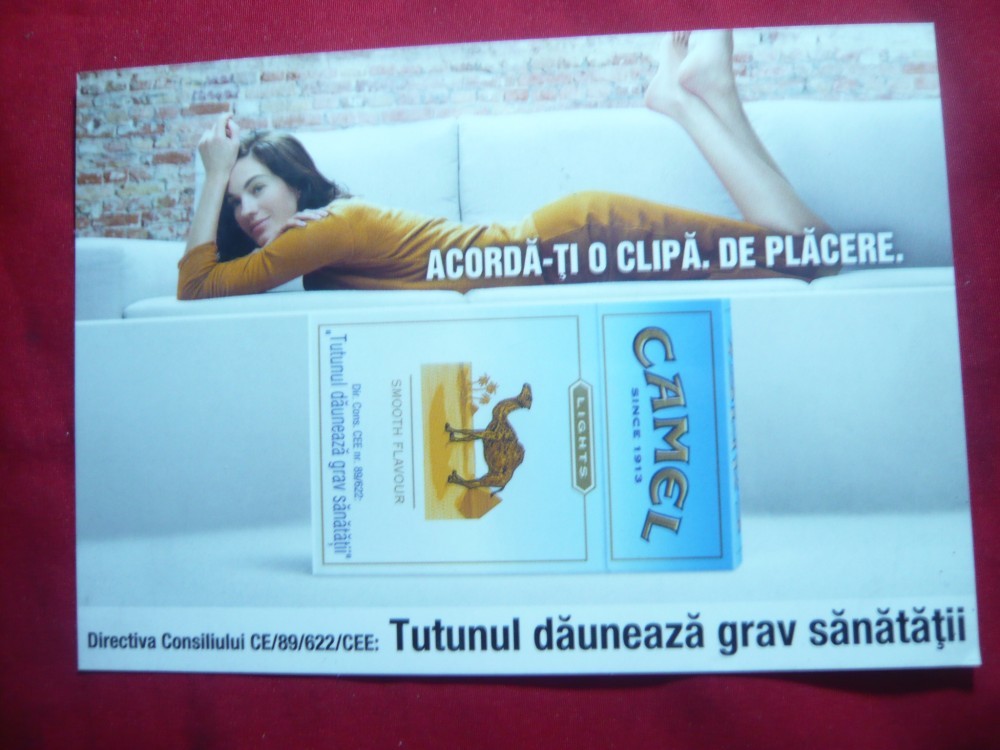 ACORDĂ-ȚI O CLIPĂ. DE PLĂCERE.
CAMEL
SINCE 1913
LIGHTS
SMOOTH FLAVOUR
Dir. Cons. CEE nr. 89/622:
"Tutunul dăunează grav sănătății"
Directiva Consiliului CE/89/622/CEE: Tutunul dăunează grav sănătății